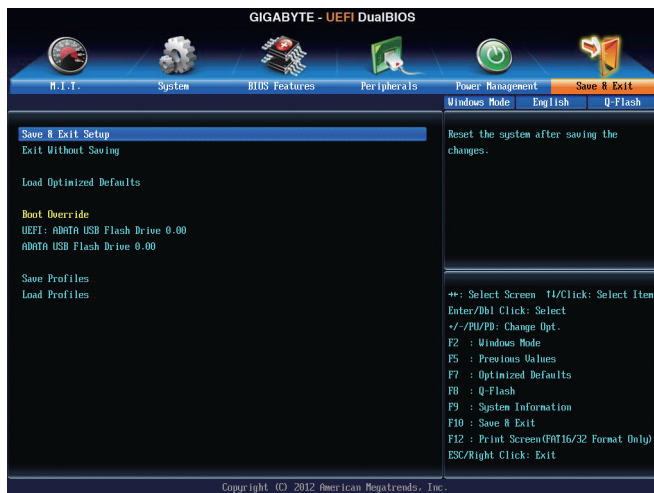 GIGABYTE - UEFI DualBIOS
M.I.T. System BIOS Features Peripherals Power Management Save & Exit
Windows Mode English Q-Flash
Save & Exit Setup
Exit Without Saving
Load Optimized Defaults
Boot Override
UEFI: ADATA USB Flash Drive 0.00
ADATA USB Flash Drive 0.00
Save Profiles
Load Profiles
Reset the system after saving the
changes.
→←: Select Screen ↑↓/Click: Select Item
Enter/Dbl Click: Select
+/-/PU/PD: Change Opt.
F2 : Windows Mode
F5 : Previous Values
F7 : Optimized Defaults
F8 : Q-Flash
F9 : System Information
F10 : Save & Exit
F12 : Print Screen(FAT16/32 Format Only)
ESC/Right Click: Exit
Copyright (C) 2012 American Megatrends, Inc.